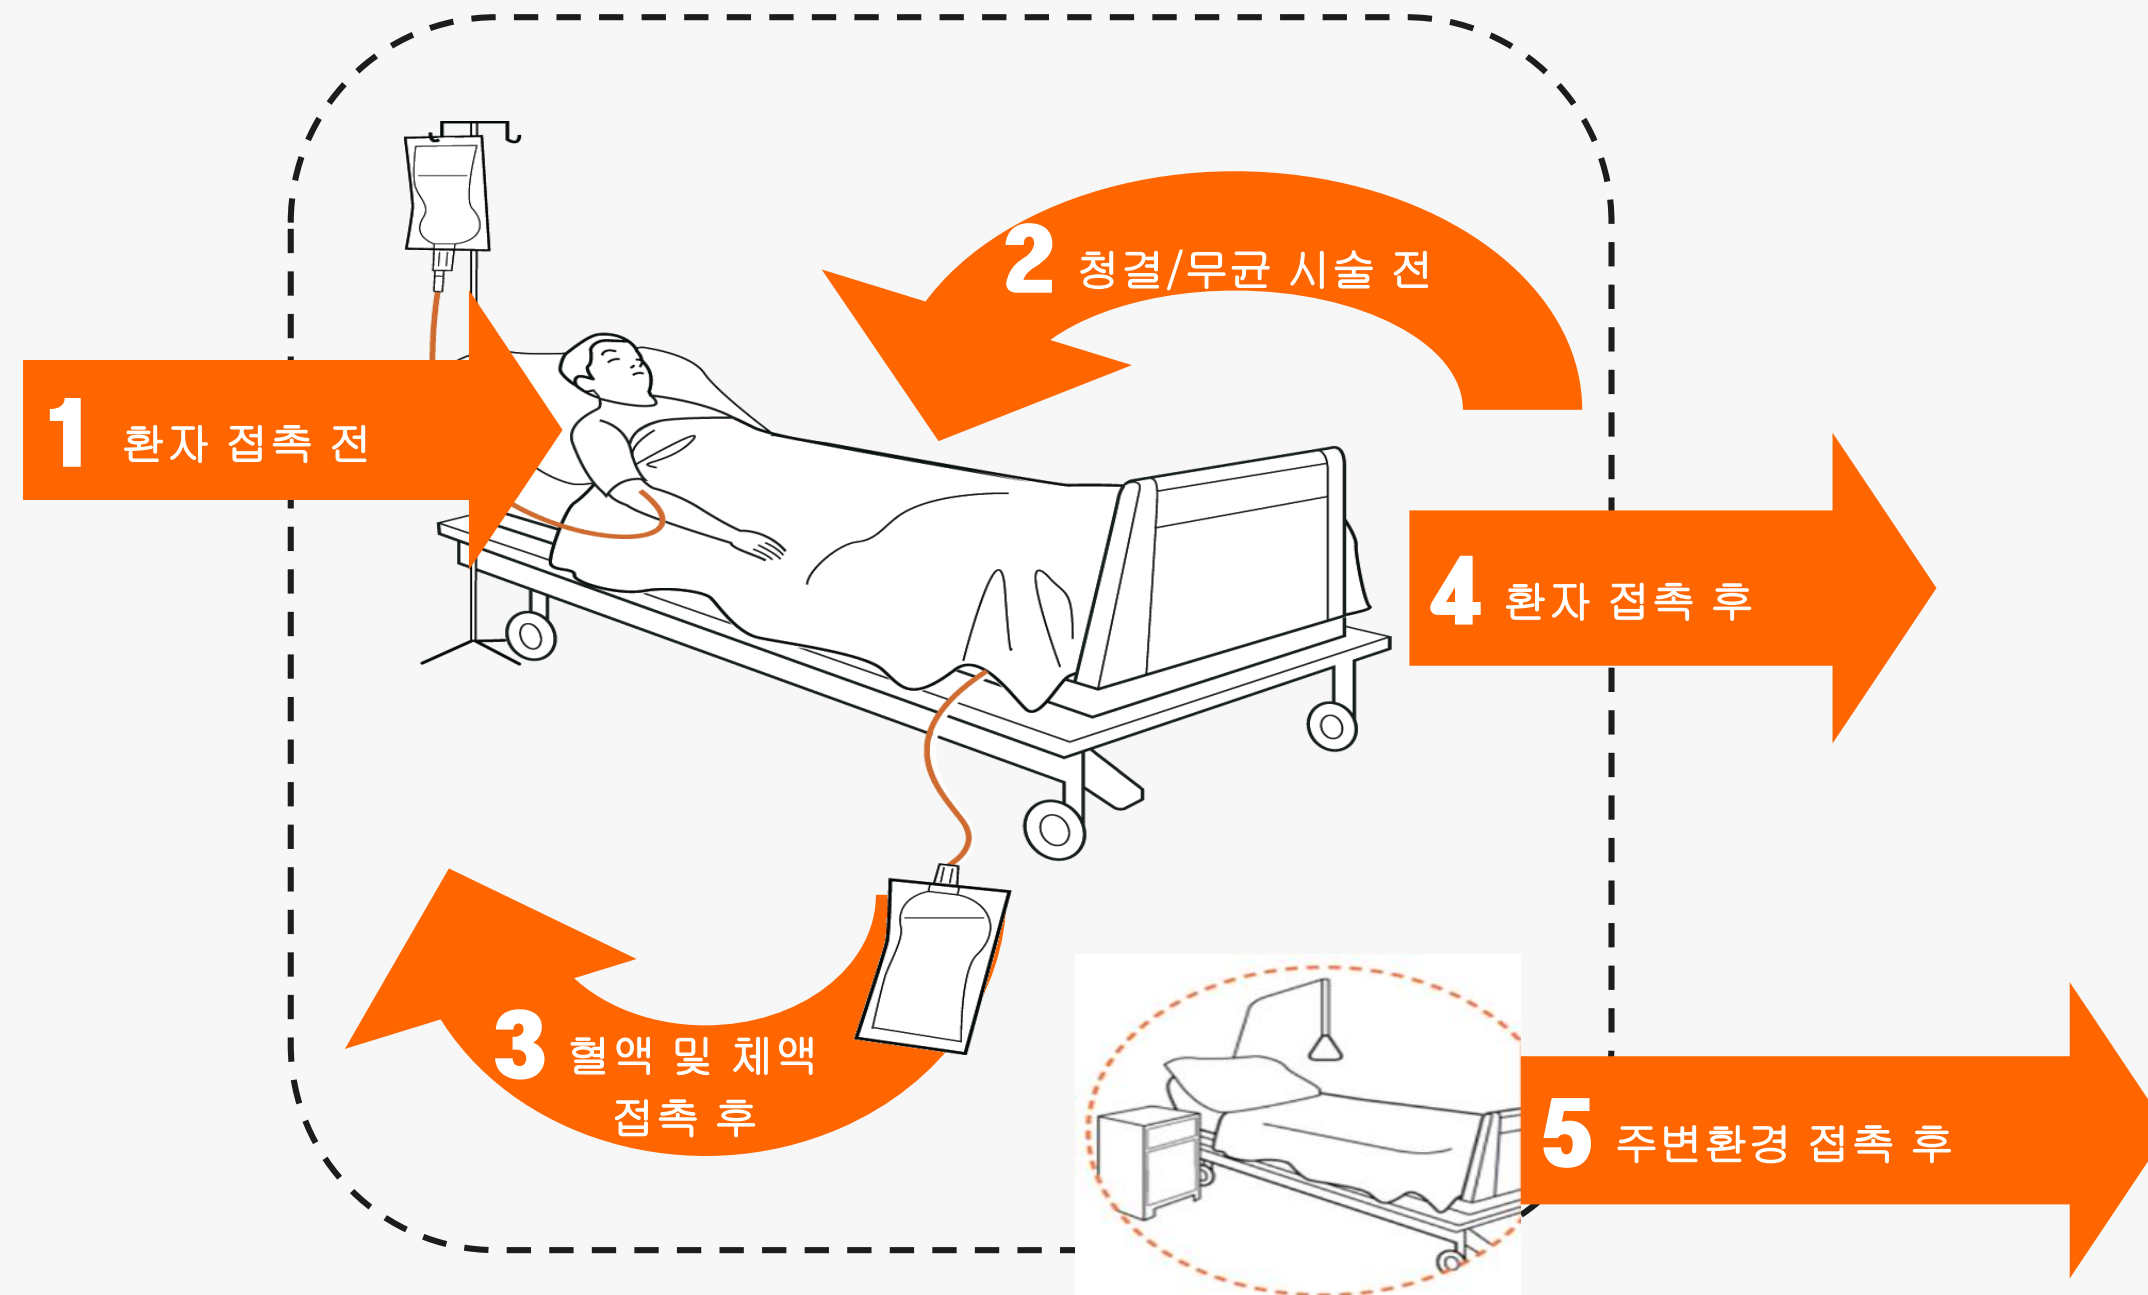 1 환자 접촉 전
2 청결/무균 시술 전
3 혈액 및 체액
접촉 후
4 환자 접촉 후
5 주변환경 접촉 후